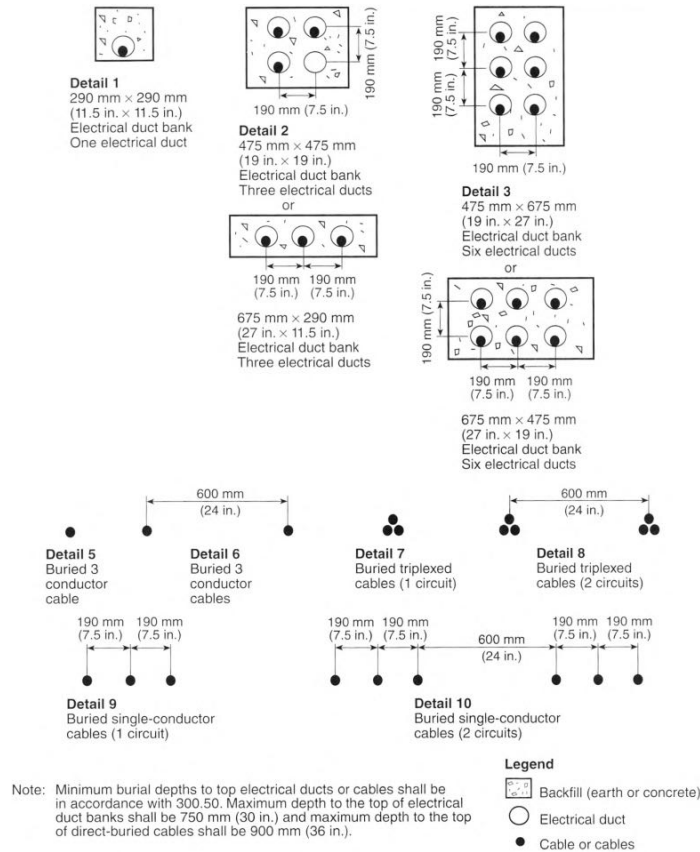 Detail 1
290 mm × 290 mm
(11.5 in. × 11.5 in.)
Electrical duct bank
One electrical duct
190 mm (7.5 in.)
190 mm (7.5 in.)
Detail 2
475 mm × 475 mm
(19 in. × 19 in.)
Electrical duct bank
Three electrical ducts
or
190 mm
(7.5 in.)
190 mm
(7.5 in.)
675 mm × 290 mm
(27 in. × 11.5 in.)
Electrical duct bank
Three electrical ducts
190 mm
(7.5 in.)
190 mm
(7.5 in.)
190 mm (7.5 in.)
Detail 3
475 mm × 675 mm
(19 in. × 27 in.)
Electrical duct bank
Six electrical ducts
or
190 mm (7.5 in.)
190 mm
(7.5 in.)
190 mm
(7.5 in.)
675 mm × 475 mm
(27 in. × 19 in.)
Electrical duct bank
Six electrical ducts
600 mm
(24 in.)
Detail 5
Buried 3
conductor
cable
Detail 6
Buried 3
conductor
cables
Detail 7
Buried triplexed
cables (1 circuit)
600 mm
(24 in.)
Detail 8
Buried triplexed
cables (2 circuits)
190 mm
(7.5 in.)
190 mm
(7.5 in.)
Detail 9
Buried single-conductor
cables (1 circuit)
190 mm
(7.5 in.)
190 mm
(7.5 in.)
600 mm
(24 in.)
190 mm
(7.5 in.)
190 mm
(7.5 in.)
Detail 10
Buried single-conductor
cables (2 circuits)
Note: Minimum burial depths to top electrical ducts or cables shall be
in accordance with 300.50. Maximum depth to the top of electrical
duct banks shall be 750 mm (30 in.) and maximum depth to the top
of direct-buried cables shall be 900 mm (36 in.).
Legend
Backfill (earth or concrete)
Electrical duct
Cable or cables